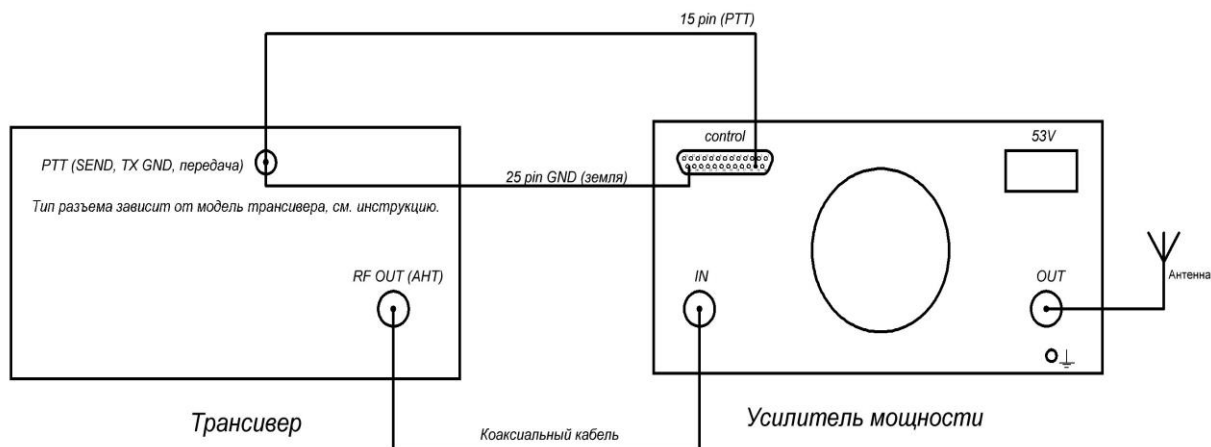 15 pin (PTT)
control
53V
PTT (SEND, TX GND, передача)
25 pin GND (земля)
Тип разъема зависит от модель трансивера, см. инструкцию.
RF OUT (АНТ)
IN
OUT
Антенна
Трансивер
Усилитель мощности
Коаксиальный кабель